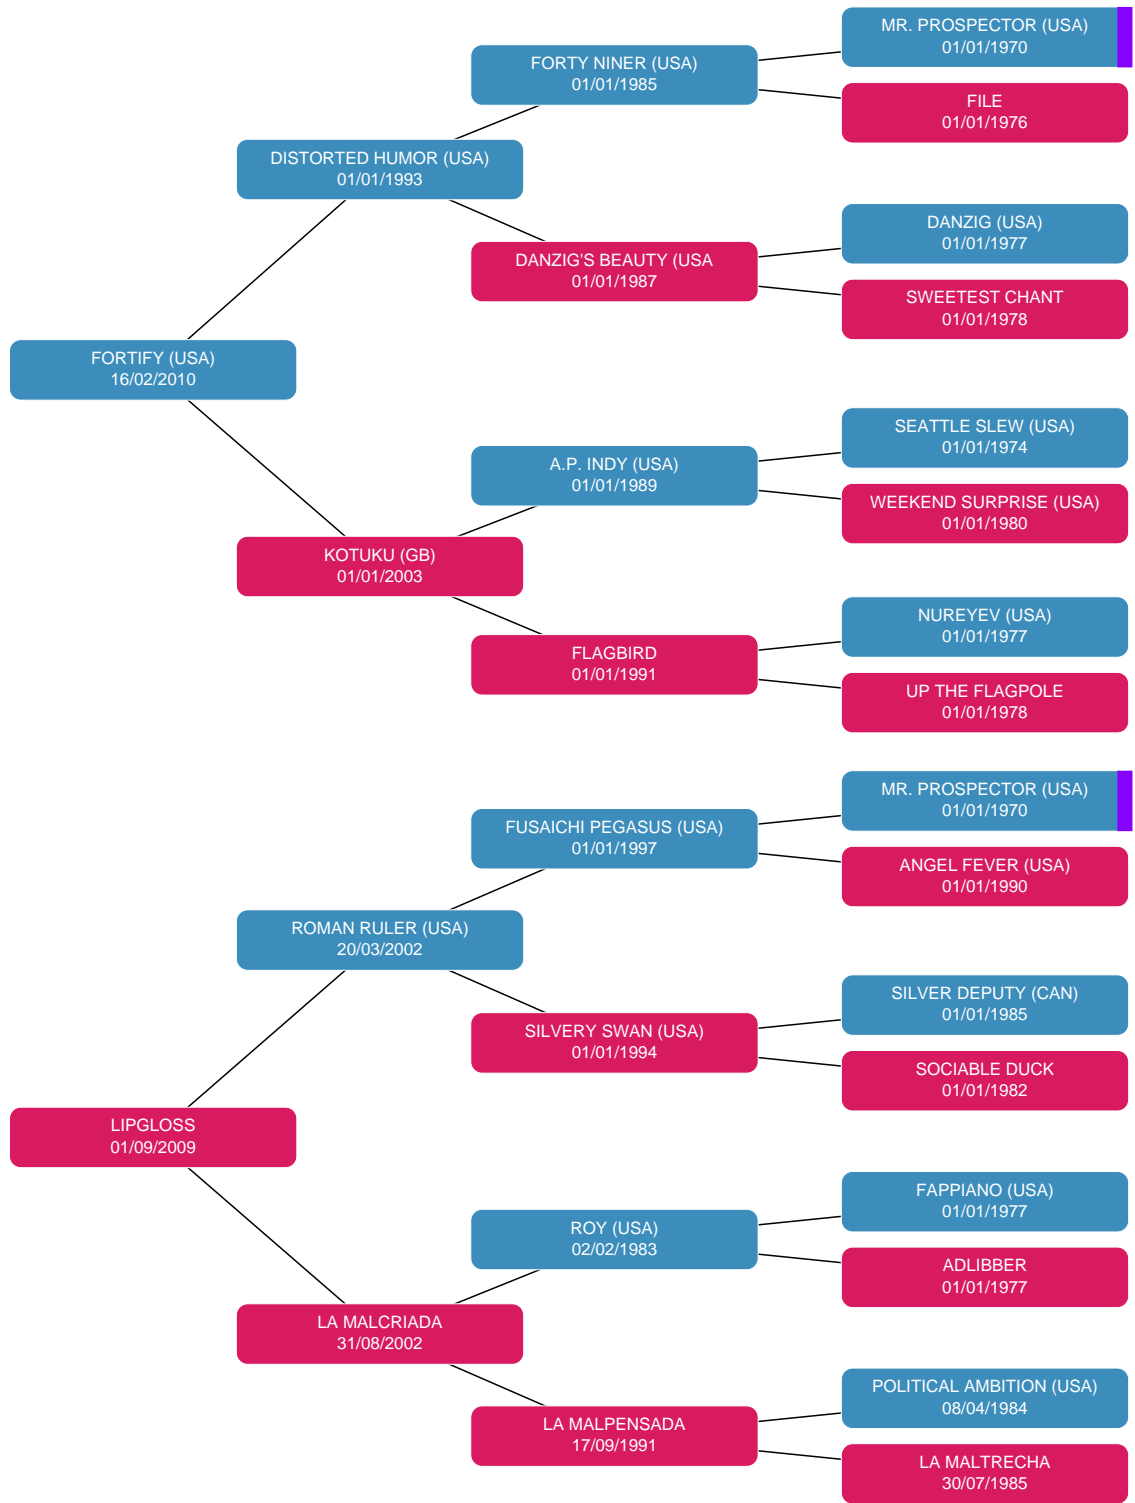 MR. PROSPECTOR (USA)
01/01/1970
FORTY NINER (USA)
01/01/1985
FILE
01/01/1976
DISTORTED HUMOR (USA)
01/01/1993
DANZIG (USA)
01/01/1977
DANZIG'S BEAUTY (USA
01/01/1987
SWEETEST CHANT
01/01/1978
FORTIFY (USA)
16/02/2010
SEATTLE SLEW (USA)
01/01/1974
A.P. INDY (USA)
01/01/1989
WEEKEND SURPRISE (USA)
01/01/1980
KOTUKU (GB)
01/01/2003
NUREYEV (USA)
01/01/1977
FLAGBIRD
01/01/1991
UP THE FLAGPOLE
01/01/1978
MR. PROSPECTOR (USA)
01/01/1970
FUSAICHI PEGASUS (USA)
01/01/1997
ANGEL FEVER (USA)
01/01/1990
ROMAN RULER (USA)
20/03/2002
SILVER DEPUTY (CAN)
01/01/1985
SILVERY SWAN (USA)
01/01/1994
SOCIABLE DUCK
01/01/1982
LIPGLOSS
01/09/2009
FAPPIANO (USA)
01/01/1977
ROY (USA)
02/02/1983
ADLIBBER
01/01/1977
LA MALCRIADA
31/08/2002
POLITICAL AMBITION (USA)
08/04/1984
LA MALPENSADA
17/09/1991
LA MALTRECHA
30/07/1985